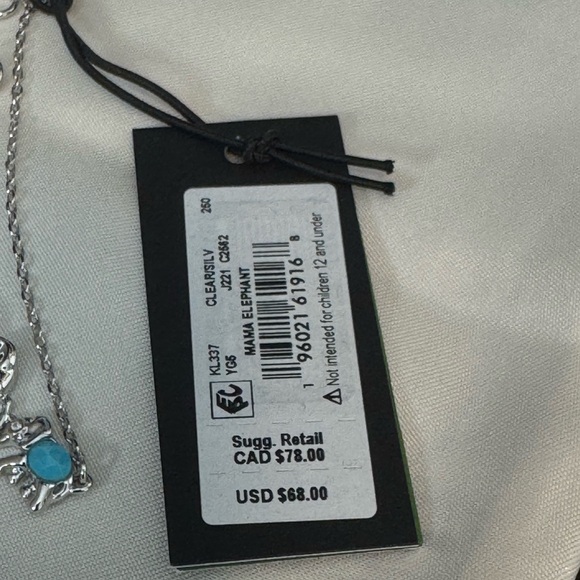 KL337 CLEAR/SILV 260
YG5 J221 C2562
MAMA ELEPHANT
1 96021 61916 8
⚠ Not intended for children 12 and under
Sugg. Retail
CAD $78.00
USD $68.00